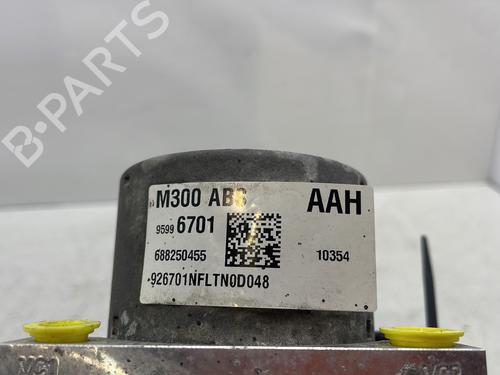 B-PARTS
M300 ABS AAH
9599 6701
688250455 10354
926701NFLTN0D048